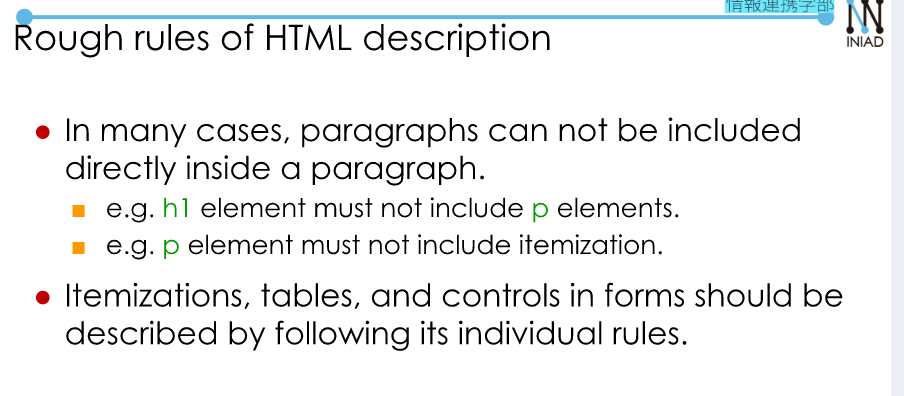 情報連携学部
INIAD
Rough rules of HTML description
In many cases, paragraphs can not be included
directly inside a paragraph.
e.g. h1 element must not include p elements.
e.g. p element must not include itemization.
Itemizations, tables, and controls in forms should be
described by following its individual rules.